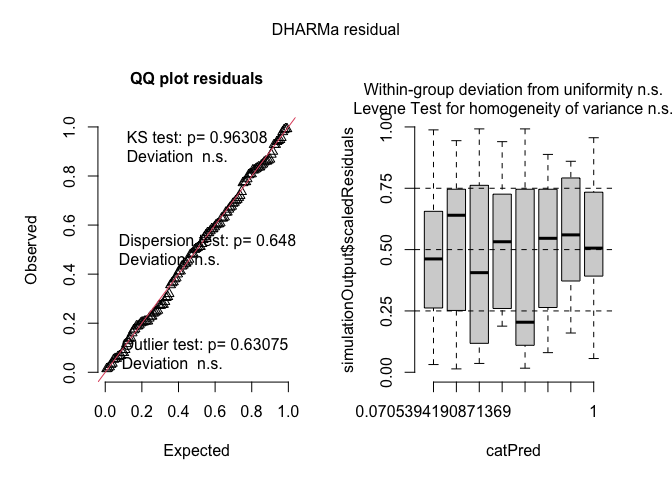 DHARMa residual
QQ plot residuals
KS test: p= 0.96308
Deviation n.s.
Dispersion test: p= 0.648
Deviation n.s.
Outlier test: p= 0.63075
Deviation n.s.
Observed
0.0
0.2
0.4
0.6
0.8
1.0
0.0 0.2 0.4 0.6 0.8 1.0
Expected
Within-group deviation from uniformity n.s.
Levene Test for homogeneity of variance n.s.
simulationOutput$scaledResiduals
0.00
0.25
0.50
0.75
1.00
0.0705394190871369 1
catPred